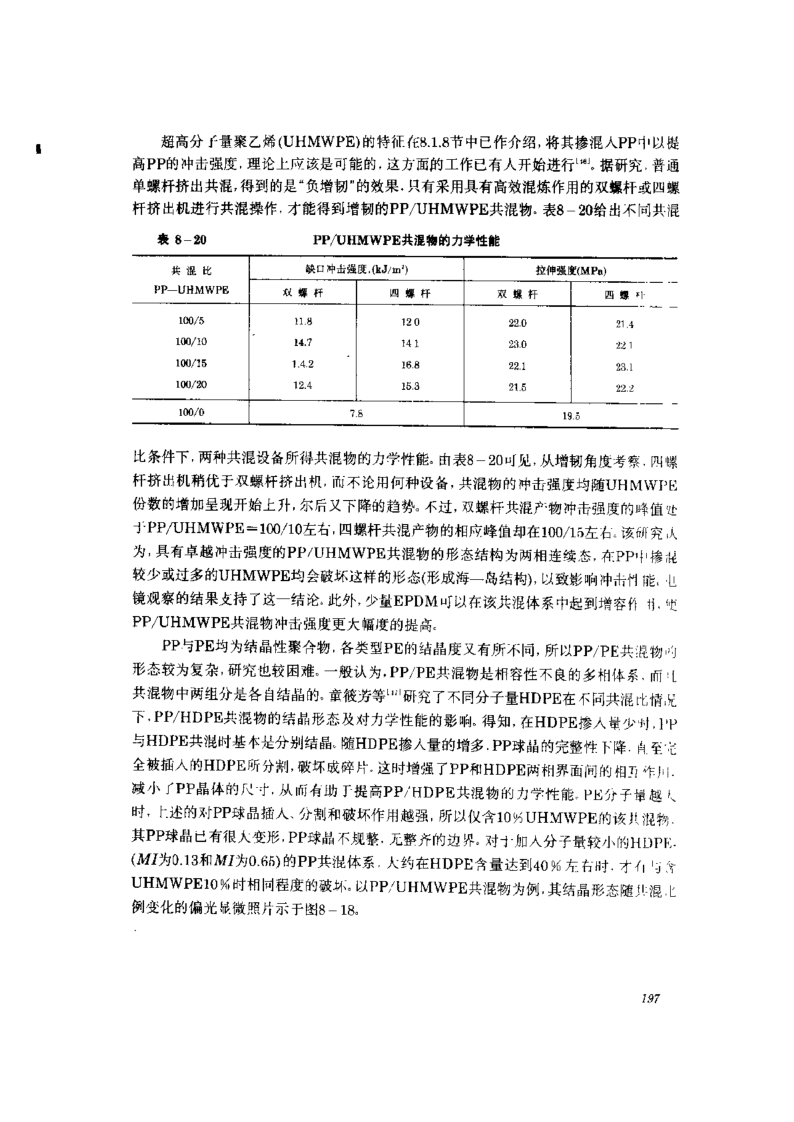 超高分子量聚乙烯(UHMWPE)的特征在8.1.8节中已作介绍,将其掺混入PP中以提
高PP的冲击强度,理论上应该是可能的,这方面的工作已有人开始进行[16]。据研究,普通
单螺杆挤出共混,得到的是“负增韧”的效果,只有采用具有高效混炼作用的双螺杆或四螺
杆挤出机进行共混操作,才能得到增韧的PP/UHMWPE共混物。表8-20给出不同共混
表 8-20 PP/UHMWPE共混物的力学性能
共 混 比 缺口冲击强度,(kJ/m²) 拉伸强度(MPa)
PP—UHMWPE 双 螺 杆 四 螺 杆 双 螺 杆 四 螺 杆
100/5 11.8 12 0 22.0 21.4
100/10 14.7 14 1 23.0 22 1
100/15 1.4.2 16.8 22.1 23.1
100/20 12.4 15.3 21.5 22.2
100/0 7.8 19.5
比条件下,两种共混设备所得共混物的力学性能。由表8-20可见,从增韧角度考察,四螺
杆挤出机稍优于双螺杆挤出机,而不论用何种设备,共混物的冲击强度均随UHMWPE
份数的增加呈现开始上升,尔后又下降的趋势。不过,双螺杆共混产物冲击强度的峰值处
于PP/UHMWPE=100/10左右,四螺杆共混产物的相应峰值却在100/15左右。该研究认
为,具有卓越冲击强度的PP/UHMWPE共混物的形态结构为两相连续态,在PP中掺混
较少或过多的UHMWPE均会破坏这样的形态(形成海—岛结构),以致影响冲击性能,电
镜观察的结果支持了这一结论。此外,少量EPDM可以在该共混体系中起到增容作用,使
PP/UHMWPE共混物冲击强度更大幅度的提高。
PP与PE均为结晶性聚合物,各类型PE的结晶度又有所不同,所以PP/PE共混物的
形态较为复杂,研究也较困难。一般认为,PP/PE共混物是相容性不良的多相体系,而且
共混物中两组分是各自结晶的。童筱芳等[17]研究了不同分子量HDPE在不同共混比情况
下,PP/HDPE共混物的结晶形态及对力学性能的影响。得知,在HDPE掺入量少时,PP
与HDPE共混时基本是分别结晶。随HDPE掺入量的增多,PP球晶的完整性下降,直至完
全被插入的HDPE所分割,破坏成碎片。这时增强了PP和HDPE两相界面间的相互作用,
减小了PP晶体的尺寸,从而有助于提高PP/HDPE共混物的力学性能。PE分子量越大
时,上述的对PP球晶插入、分割和破坏作用越强,所以仅含10%UHMWPE的该共混物,
其PP球晶已有很大变形,PP球晶不规整,无整齐的边界。对于加入分子量较小的HDPE,
(MI为0.13和MI为0.65)的PP共混体系,大约在HDPE含量达到40%左右时,才有与含
UHMWPE10%时相同程度的破坏。以PP/UHMWPE共混物为例,其结晶形态随共混比
例变化的偏光显微照片示于图8-18。
197